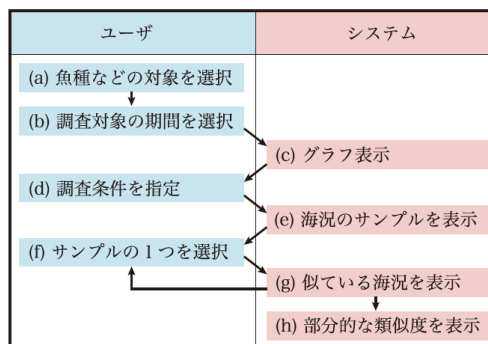 ユーザ
システム
(a) 魚種などの対象を選択
(b) 調査対象の期間を選択
(c) グラフ表示
(d) 調査条件を指定
(e) 海況のサンプルを表示
(f) サンプルの1つを選択
(g) 似ている海況を表示
(h) 部分的な類似度を表示